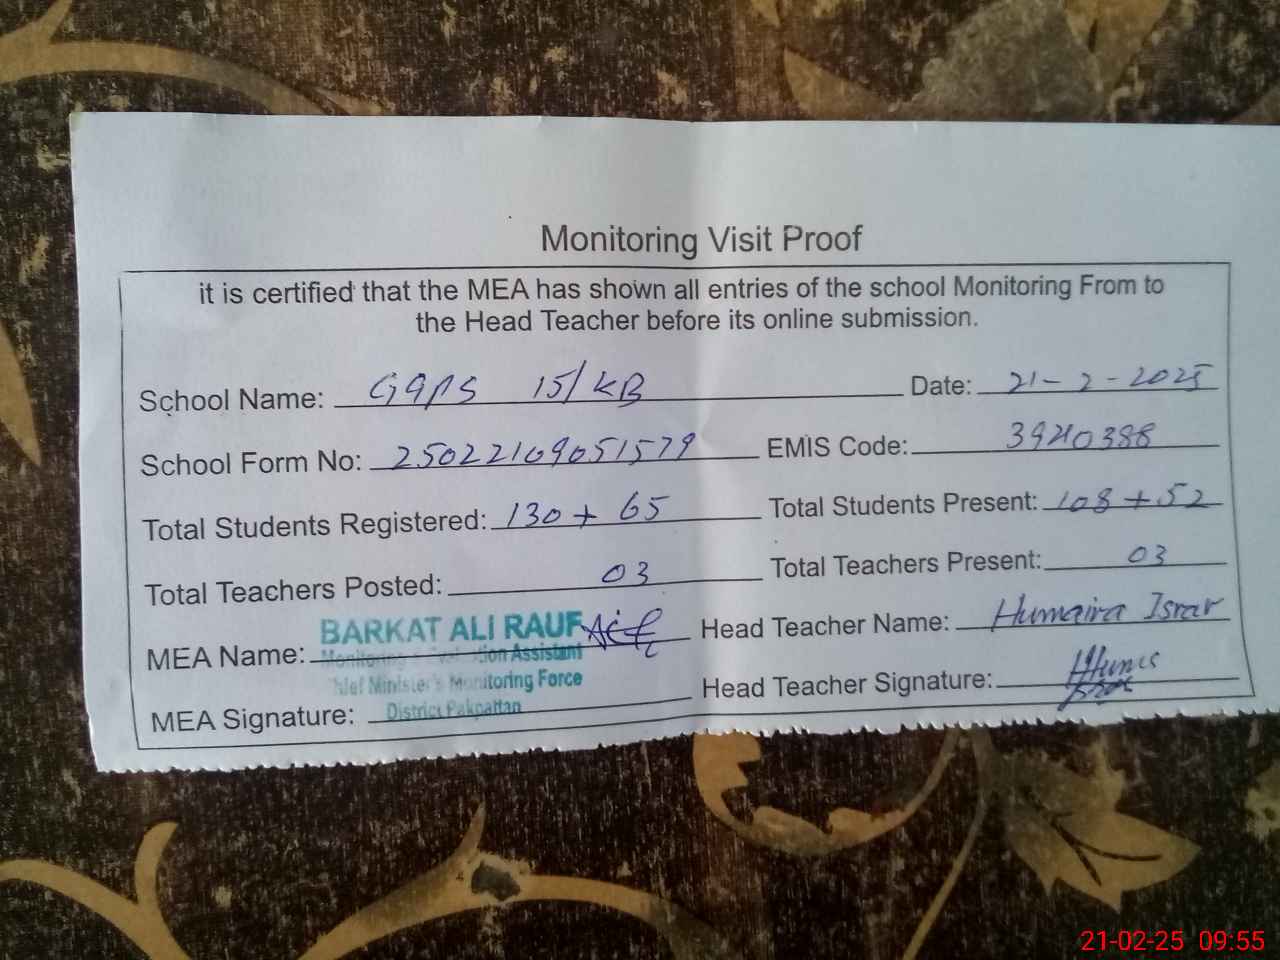 Monitoring Visit Proof
it is certified that the MEA has shown all entries of the school Monitoring From to
the Head Teacher before its online submission.
School Name: GGPS 15/KB Date: 21-2-2025
School Form No: 25022109051579 EMIS Code: 39210388
Total Students Registered: 130+65 Total Students Present: 108+52
Total Teachers Posted: 03 Total Teachers Present: 03
MEA Name: BARKAT ALI RAUF Head Teacher Name: Humaira Israr
Monitoring & Evaluation Assistant
Chief Minister's Monitoring Force
District Pakpattan
MEA Signature: Head Teacher Signature:
21-02-25 09:55